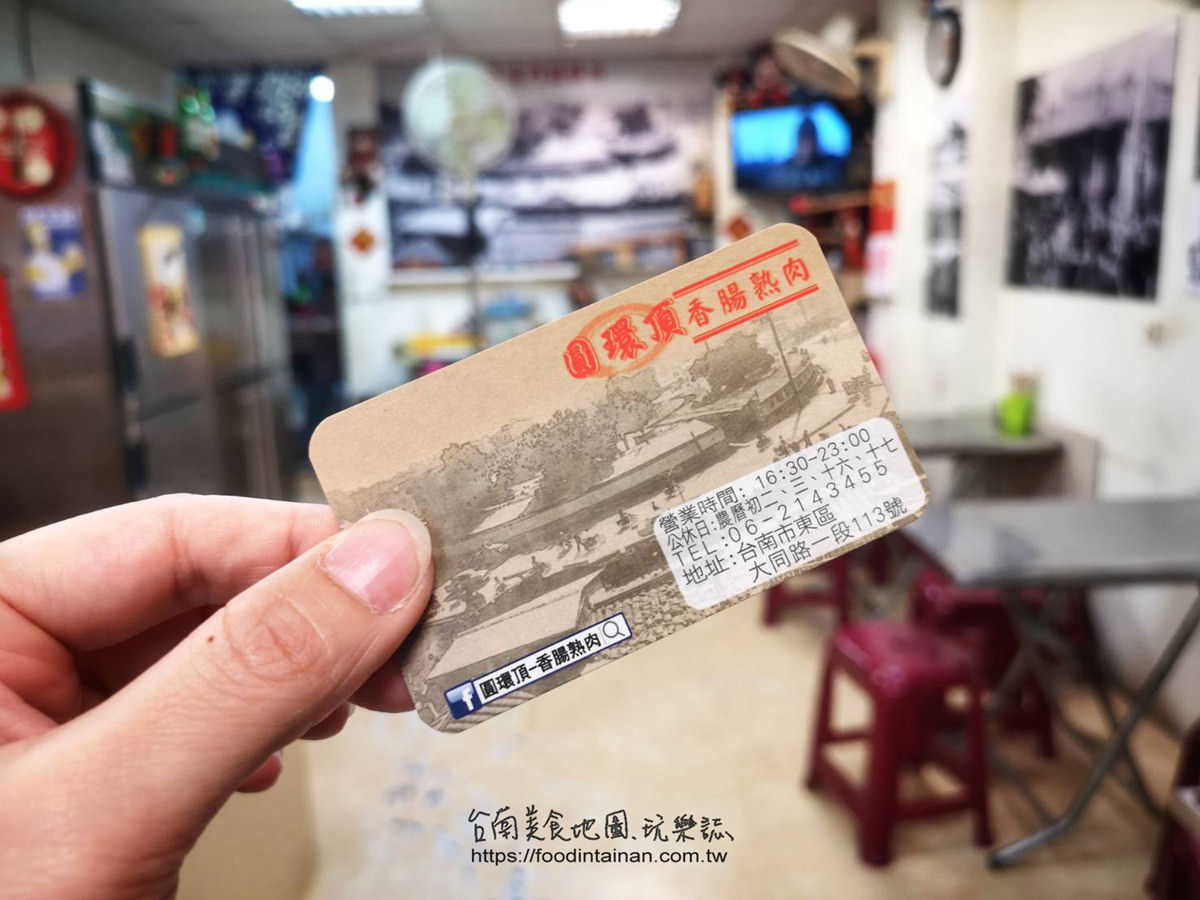 圓環頂香腸熟肉
營業時間：16:30-23:00
公休日：農曆初二、三、十六、十七
TEL:06-2143455
地址：台南市東區
大同路一段113號
圓環頂-香腸熟肉
台南美食地圖、玩樂誌
https://foodintainan.com.tw